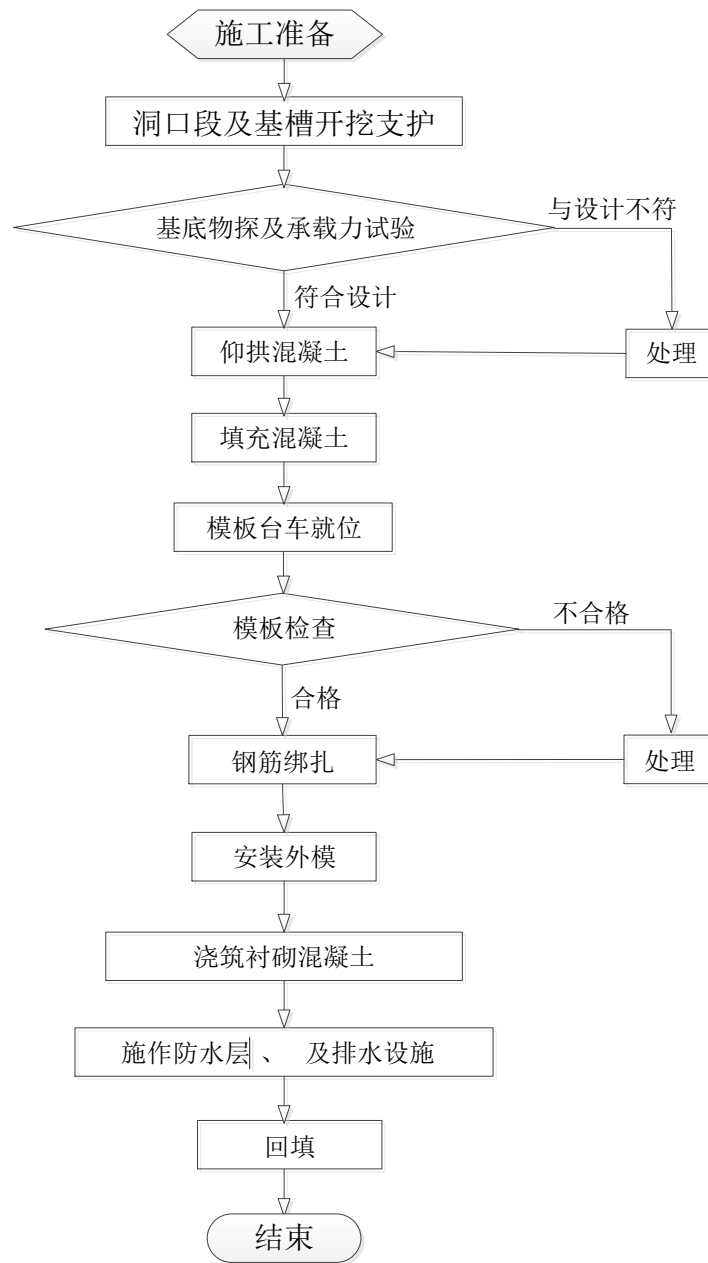 施工准备
洞口段及基槽开挖支护
基底物探及承载力试验
与设计不符
符合设计
仰拱混凝土
处理
填充混凝土
模板台车就位
模板检查
不合格
合格
钢筋绑扎
处理
安装外模
浇筑衬砌混凝土
施作防水层 、 及排水设施
回填
结束